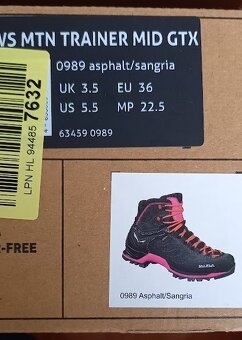 WS MTN TRAINER MID GTX
0989 asphalt/sangria
UK 3.5 EU 36
US 5.5 MP 22.5
63459 0989
LPN HL 94485 7632
-FREE
SALEWA
0989 Asphalt/Sangria